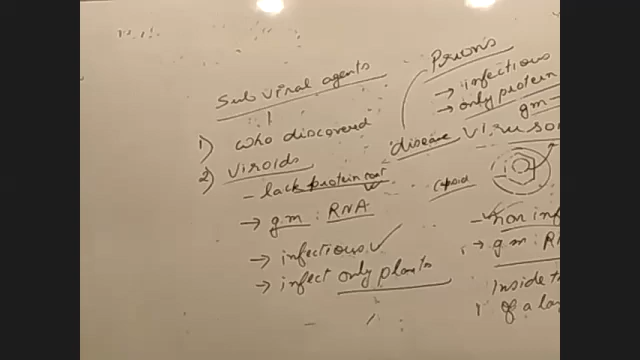 Sub viral agents
1) who discovered
2) Viroids
- lack protein coat
→ gm : RNA
→ infectious ✓
→ infect only plants
Prions
→ infectious
→ only protein
gm -
disease
Capsid
- non inf
→ gm : R
Inside t
of a la